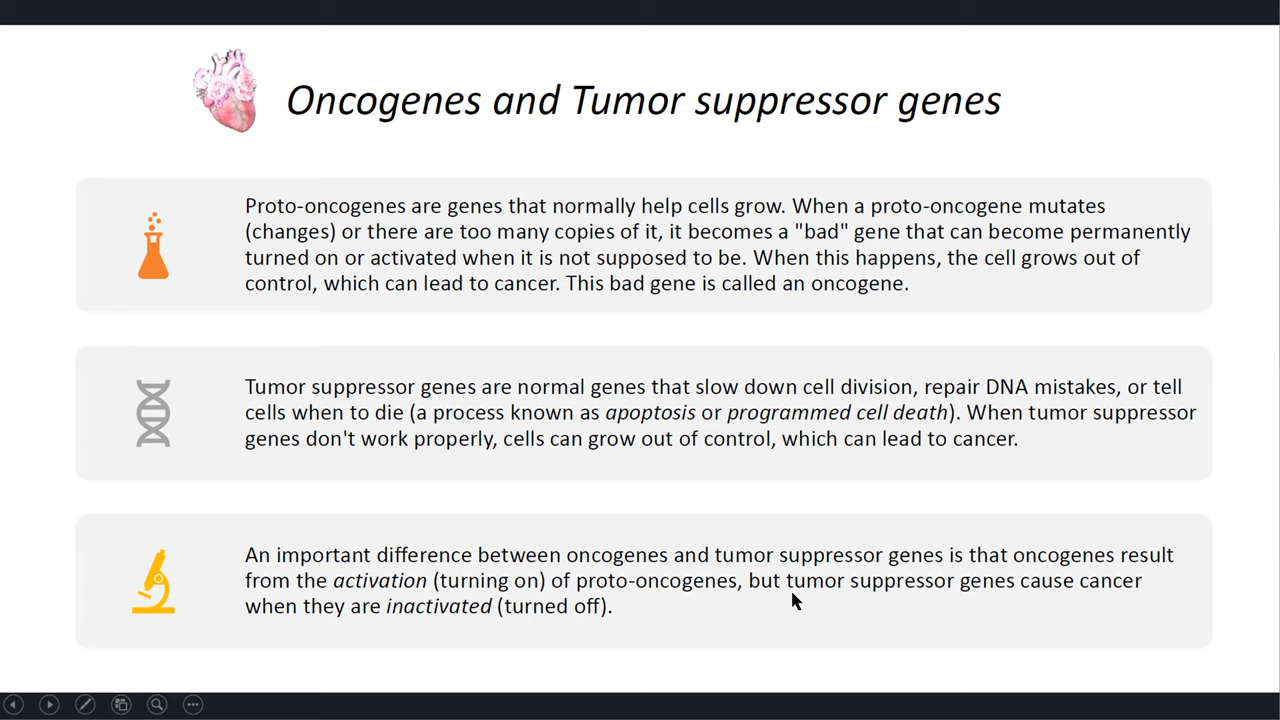 Oncogenes and Tumor suppressor genes
Proto-oncogenes are genes that normally help cells grow. When a proto-oncogene mutates
(changes) or there are too many copies of it, it becomes a "bad" gene that can become permanently
turned on or activated when it is not supposed to be. When this happens, the cell grows out of
control, which can lead to cancer. This bad gene is called an oncogene.
Tumor suppressor genes are normal genes that slow down cell division, repair DNA mistakes, or tell
cells when to die (a process known as apoptosis or programmed cell death). When tumor suppressor
genes don't work properly, cells can grow out of control, which can lead to cancer.
An important difference between oncogenes and tumor suppressor genes is that oncogenes result
from the activation (turning on) of proto-oncogenes, but tumor suppressor genes cause cancer
when they are inactivated (turned off).